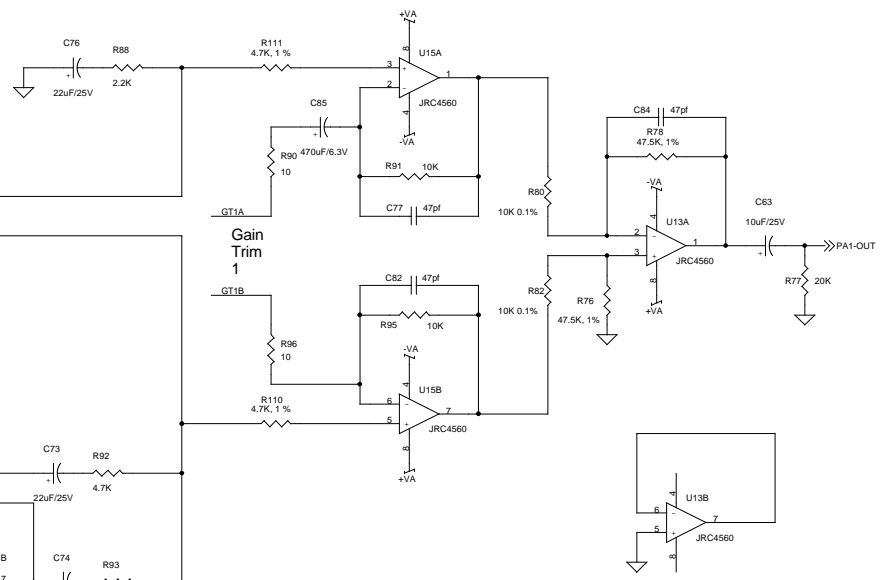 +VA
C76
R88
R111
4.7K, 1 %
8
U15A
3
+
1
2
−
22uF/25V
2.2K
C85
4
JRC4560
-VA
C84
47pf
R78
47.5K, 1%
R90
10
470uF/6.3V
R91
10K
-VA
C77
47pf
R80
10K 0.1%
GT1A
4
U13A
C63
10uF/25V
Gain
Trim
1
2
−
1
3
+
PA1-OUT
JRC4560
8
C82
47pf
R82
10K 0.1%
R76
47.5K, 1%
R77
20K
GT1B
+VA
R95
10K
R96
10
-VA
4
U15B
R110
4.7K, 1 %
6
−
7
5
+
JRC4560
8
C73
R92
+VA
22uF/25V
4.7K
4
U13B
6
−
7
5
+
JRC4560
8
B
7
C74
R93